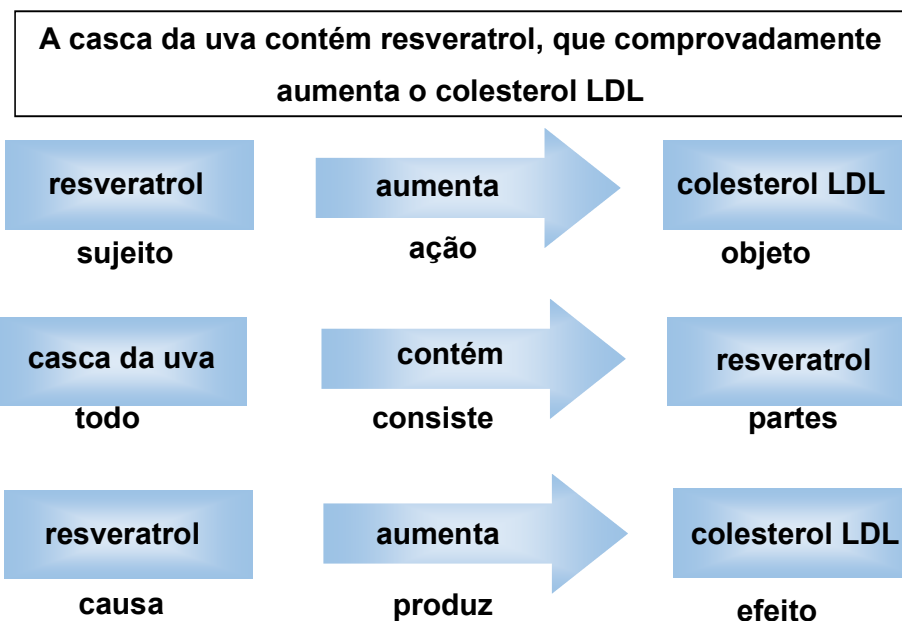 A casca da uva contém resveratrol, que comprovadamente
aumenta o colesterol LDL
resveratrol aumenta colesterol LDL
sujeito ação objeto
casca da uva contém resveratrol
todo consiste partes
resveratrol aumenta colesterol LDL
causa produz efeito